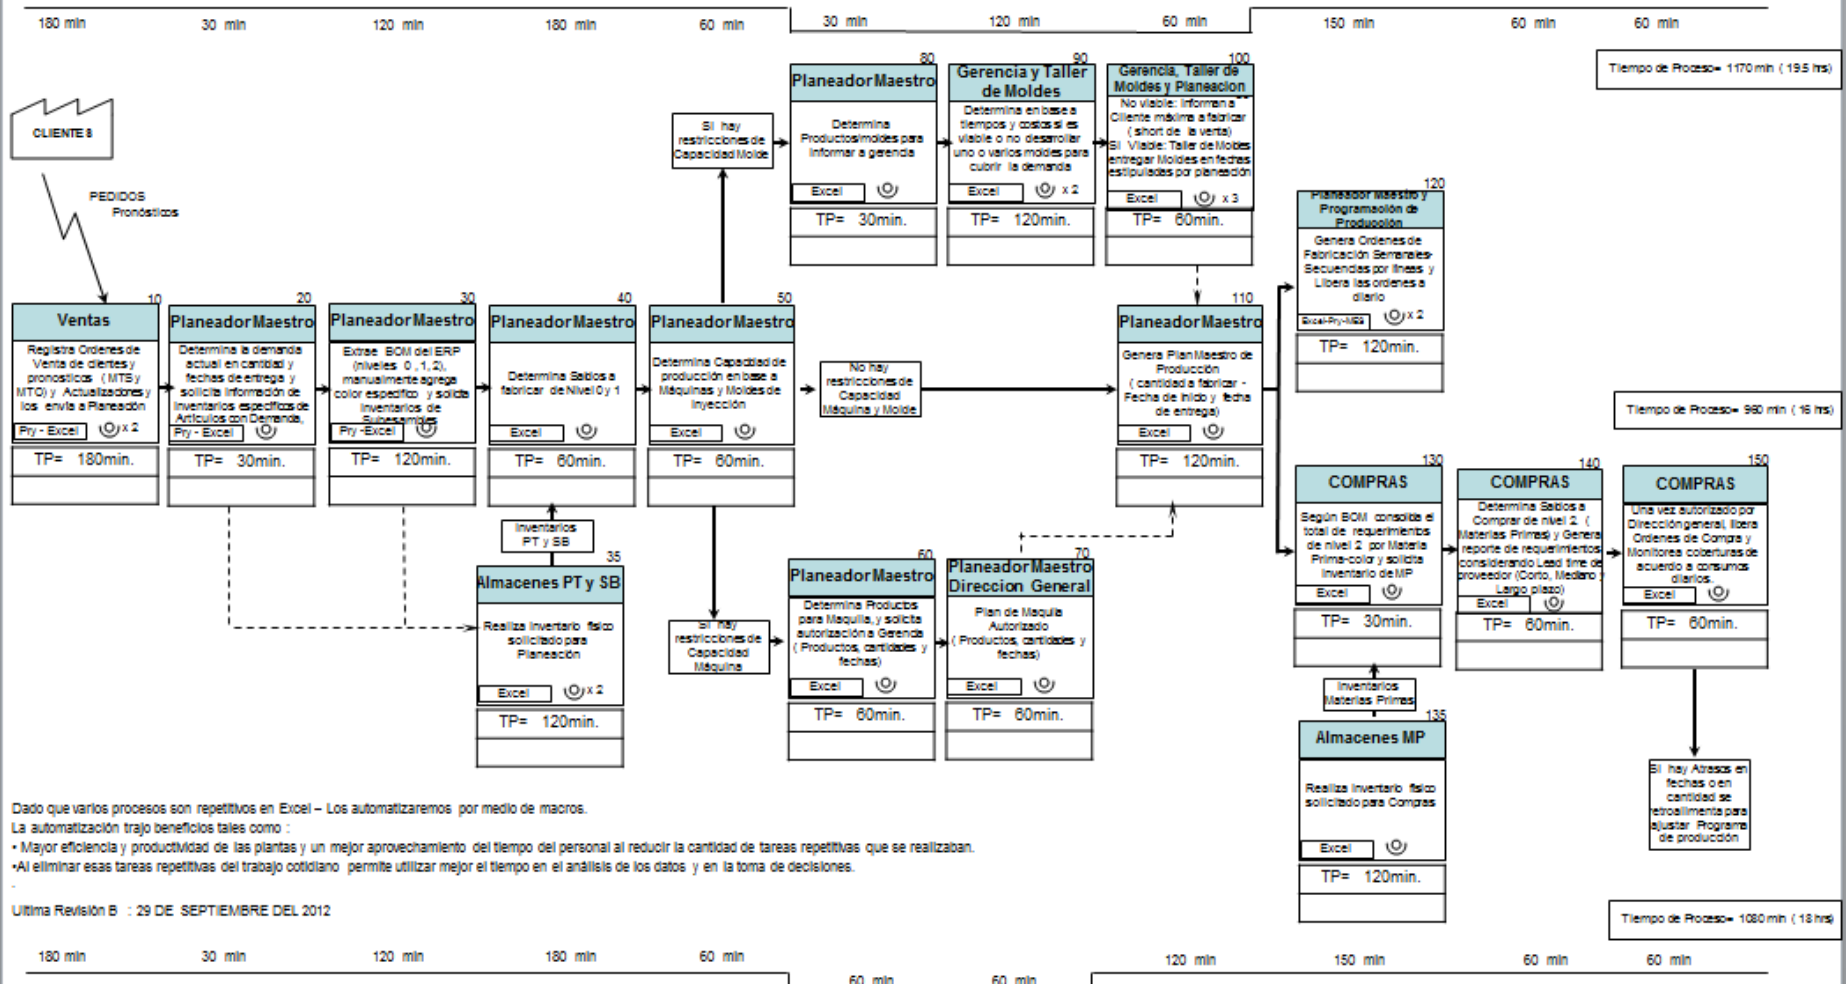 180 min 30 min 120 min 180 min 60 min 30 min 120 min 60 min 150 min 60 min 60 min
Tiempo de Proceso= 1170 min ( 19.5 hrs)
CLIENTES
PEDIDOS
Pronósticos
Si hay
restricciones de
Capacidad Molde
80
Planeador Maestro
Determina
Productos/moldes para
informar a gerencia
Excel
TP= 30min.
90
Gerencia y Taller
de Moldes
Determina en base a
tiempos y costos si es
viable o no desarrollar
uno o varios moldes para
cubrir la demanda
Excel x 2
TP= 120min.
100
Gerencia, Taller de
Moldes y Planeacion
No viable: Informan a
Cliente máxima a fabricar
( short de la venta)
Si Viable: Taller de Moldes
entregar Moldes en fechas
estipuladas por planeación
Excel x 3
TP= 60min.
120
Planeador Maestro y
Programación de
Producción
Genera Ordenes de
Fabricación Semanales-
Secuencias por líneas y
Libera las ordenes a
diario
Excel-Pry-MES x 2
TP= 120min.
10
Ventas
Registra Ordenes de
Venta de clientes y
pronosticos ( MTS y
MTO) y Actualizadores y
los envía a Planeación
Pry - Excel x 2
TP= 180min.
20
Planeador Maestro
Determina la demanda
actual en cantidad y
fechas de entrega y
solicita información de
Inventarios específicos de
Artículos con Demanda,
Pry - Excel
TP= 30min.
30
Planeador Maestro
Extrae BOM del ERP
(niveles 0 , 1, 2),
manualmente agrega
color especifico y solicita
Inventarios de
Subesambles
Pry -Excel
TP= 120min.
40
Planeador Maestro
Determina Saldos a
fabricar de Nivel 0 y 1
Excel
TP= 60min.
50
Planeador Maestro
Determina Capacidad de
producción en base a
Máquinas y Moldes de
Inyección
Excel
TP= 60min.
No hay
restricciones de
Capacidad
Máquina y Molde
110
Planeador Maestro
Genera Plan Maestro de
Producción
( cantidad a fabricar -
Fecha de inicio y fecha
de entrega)
Excel
TP= 120min.
Tiempo de Proceso= 960 min ( 16 hrs)
Inventarios
PT y SB
35
Almacenes PT y SB
Realiza Inventario físico
solicitado para
Planeación
Excel x 2
TP= 120min.
Si hay
restricciones de
Capacidad
Máquina
60
Planeador Maestro
Determina Productos
para Maquila, y solicita
autorización a Gerencia
( Productos, cantidades y
fechas)
Excel
TP= 60min.
70
Planeador Maestro
Direccion General
Plan de Maquila
Autorizado
( Productos, cantidades y
fechas)
Excel
TP= 60min.
130
COMPRAS
Según BOM consolida el
total de requerimientos
de nivel 2 por Materia
Prima-color y solicita
Inventario de MP
Excel
TP= 30min.
140
COMPRAS
Determina Saldos a
Comprar de nivel 2 (
Materias Primas) y Genera
reporte de requerimientos
considerando Lead time de
proveedor (Corto, Mediano y
Largo plazo)
Excel
TP= 60min.
150
COMPRAS
Una vez autorizado por
Dirección general, libera
Ordenes de Compra y
Monitorea coberturas de
acuerdo a consumos
diarios.
Excel
TP= 60min.
Inventarios
Materias Primas
135
Almacenes MP
Realiza Inventario físico
solicitado para Compras
Excel
TP= 120min.
Si hay Atrasos en
fechas o en
cantidad se
retroalimenta para
ajustar Programa
de producción
Dado que varios procesos son repetitivos en Excel – Los automatizaremos por medio de macros.
La automatización trajo beneficios tales como :
• Mayor eficiencia y productividad de las plantas y un mejor aprovechamiento del tiempo del personal al reducir la cantidad de tareas repetitivas que se realizaban.
•Al eliminar esas tareas repetitivas del trabajo cotidiano permite utilizar mejor el tiempo en el análisis de los datos y en la toma de decisiones.
.
Ultima Revisión B : 29 DE SEPTIEMBRE DEL 2012
Tiempo de Proceso= 1080 min ( 18 hrs)
180 min 30 min 120 min 180 min 60 min 60 min 60 min 120 min 150 min 60 min 60 min